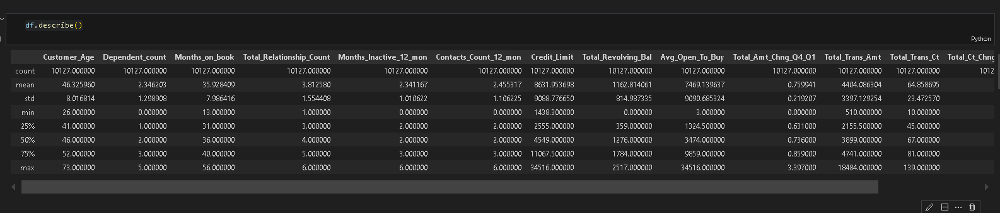 df.describe()
Python
Customer_Age Dependent_count Months_on_book Total_Relationship_Count Months_Inactive_12_mon Contacts_Count_12_mon Credit_Limit Total_Revolving_Bal Avg_Open_To_Buy Total_Amt_Chng_Q4_Q1 Total_Trans_Amt Total_Trans_Ct Total_Ct_Chng
count 10127.000000 10127.000000 10127.000000 10127.000000 10127.000000 10127.000000 10127.000000 10127.000000 10127.000000 10127.000000 10127.000000 10127.000000 1012
mean 46.325960 2.346203 35.928409 3.812580 2.341167 2.455317 8631.953698 1162.814061 7469.139637 0.759941 4404.086304 64.858695
std 8.016814 1.298908 7.986416 1.554408 1.010622 1.106225 9088.776650 814.987335 9090.685324 0.219207 3397.129254 23.472570
min 26.000000 0.000000 13.000000 1.000000 0.000000 0.000000 1438.300000 0.000000 3.000000 0.000000 510.000000 10.000000
25% 41.000000 1.000000 31.000000 3.000000 2.000000 2.000000 2555.000000 359.000000 1324.500000 0.631000 2155.500000 45.000000
50% 46.000000 2.000000 36.000000 4.000000 2.000000 2.000000 4549.000000 1276.000000 3474.000000 0.736000 3899.000000 67.000000
75% 52.000000 3.000000 40.000000 5.000000 3.000000 3.000000 11067.500000 1784.000000 9859.000000 0.859000 4741.000000 81.000000
max 73.000000 5.000000 56.000000 6.000000 6.000000 6.000000 34516.000000 2517.000000 34516.000000 3.397000 18484.000000 139.000000